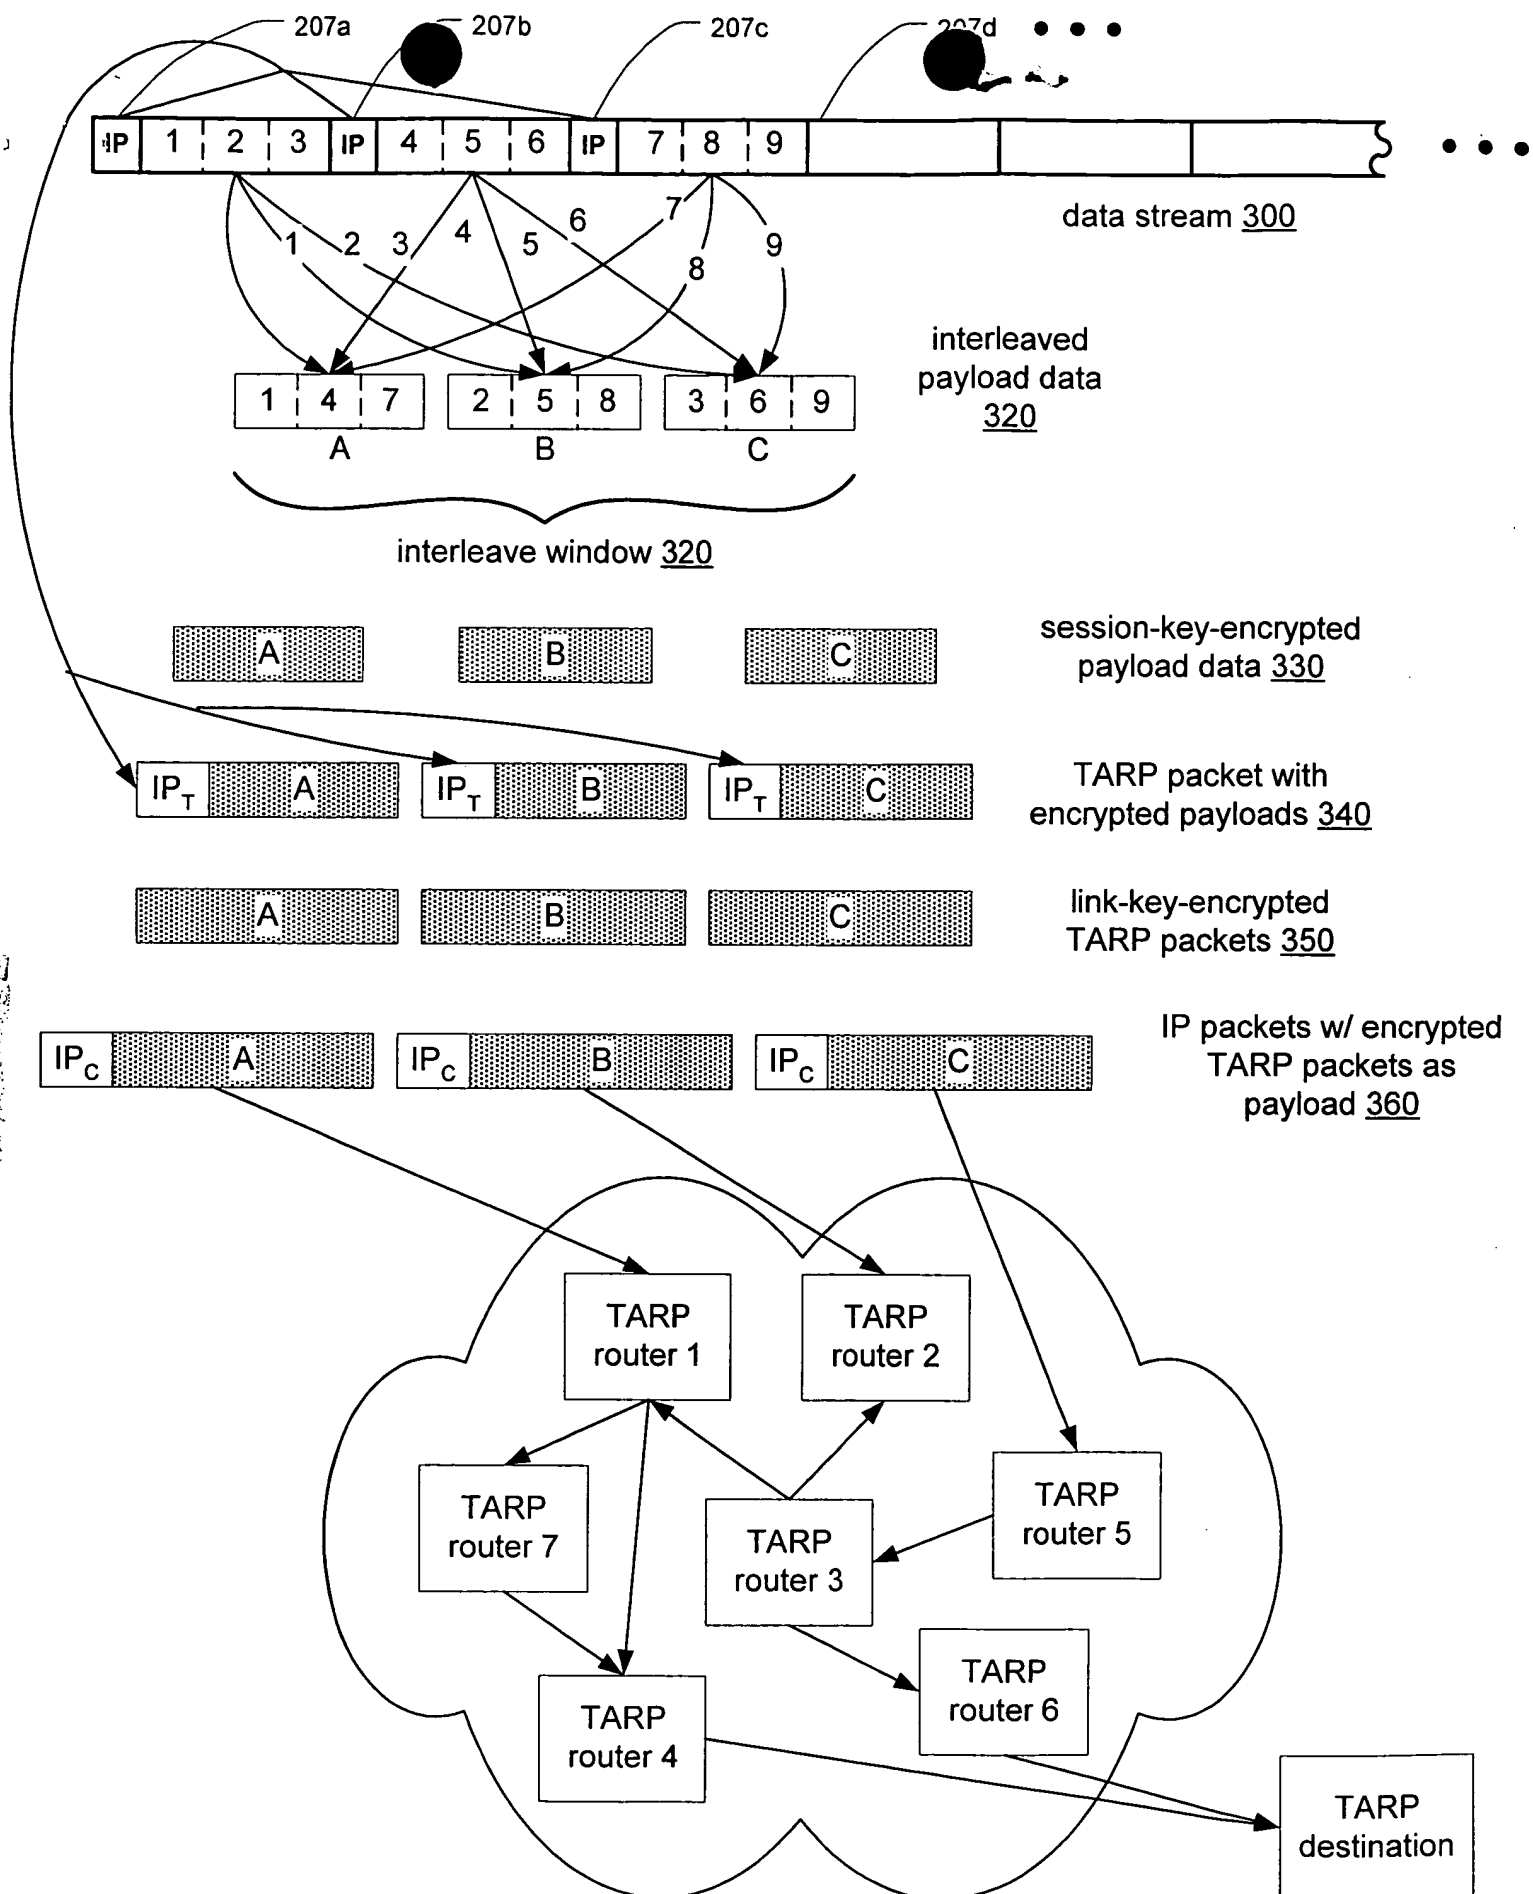 207a 207b 207c 207d
IP 1 2 3 IP 4 5 6 IP 7 8 9
data stream 300
1 2 3 4 5 6 7 8 9
interleaved
payload data
320
1 4 7 2 5 8 3 6 9
A B C
interleave window 320
A B C
session-key-encrypted
payload data 330
IPT A IPT B IPT C
TARP packet with
encrypted payloads 340
A B C
link-key-encrypted
TARP packets 350
IPC A IPC B IPC C
IP packets w/ encrypted
TARP packets as
payload 360
TARP
router 1
TARP
router 2
TARP
router 5
TARP
router 7
TARP
router 3
TARP
router 6
TARP
router 4
TARP
destination